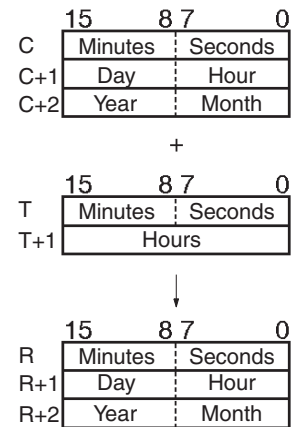 15 8 7 0
C Minutes Seconds
C+1 Day Hour
C+2 Year Month
+
15 8 7 0
T Minutes Seconds
T+1 Hours
15 8 7 0
R Minutes Seconds
R+1 Day Hour
R+2 Year Month